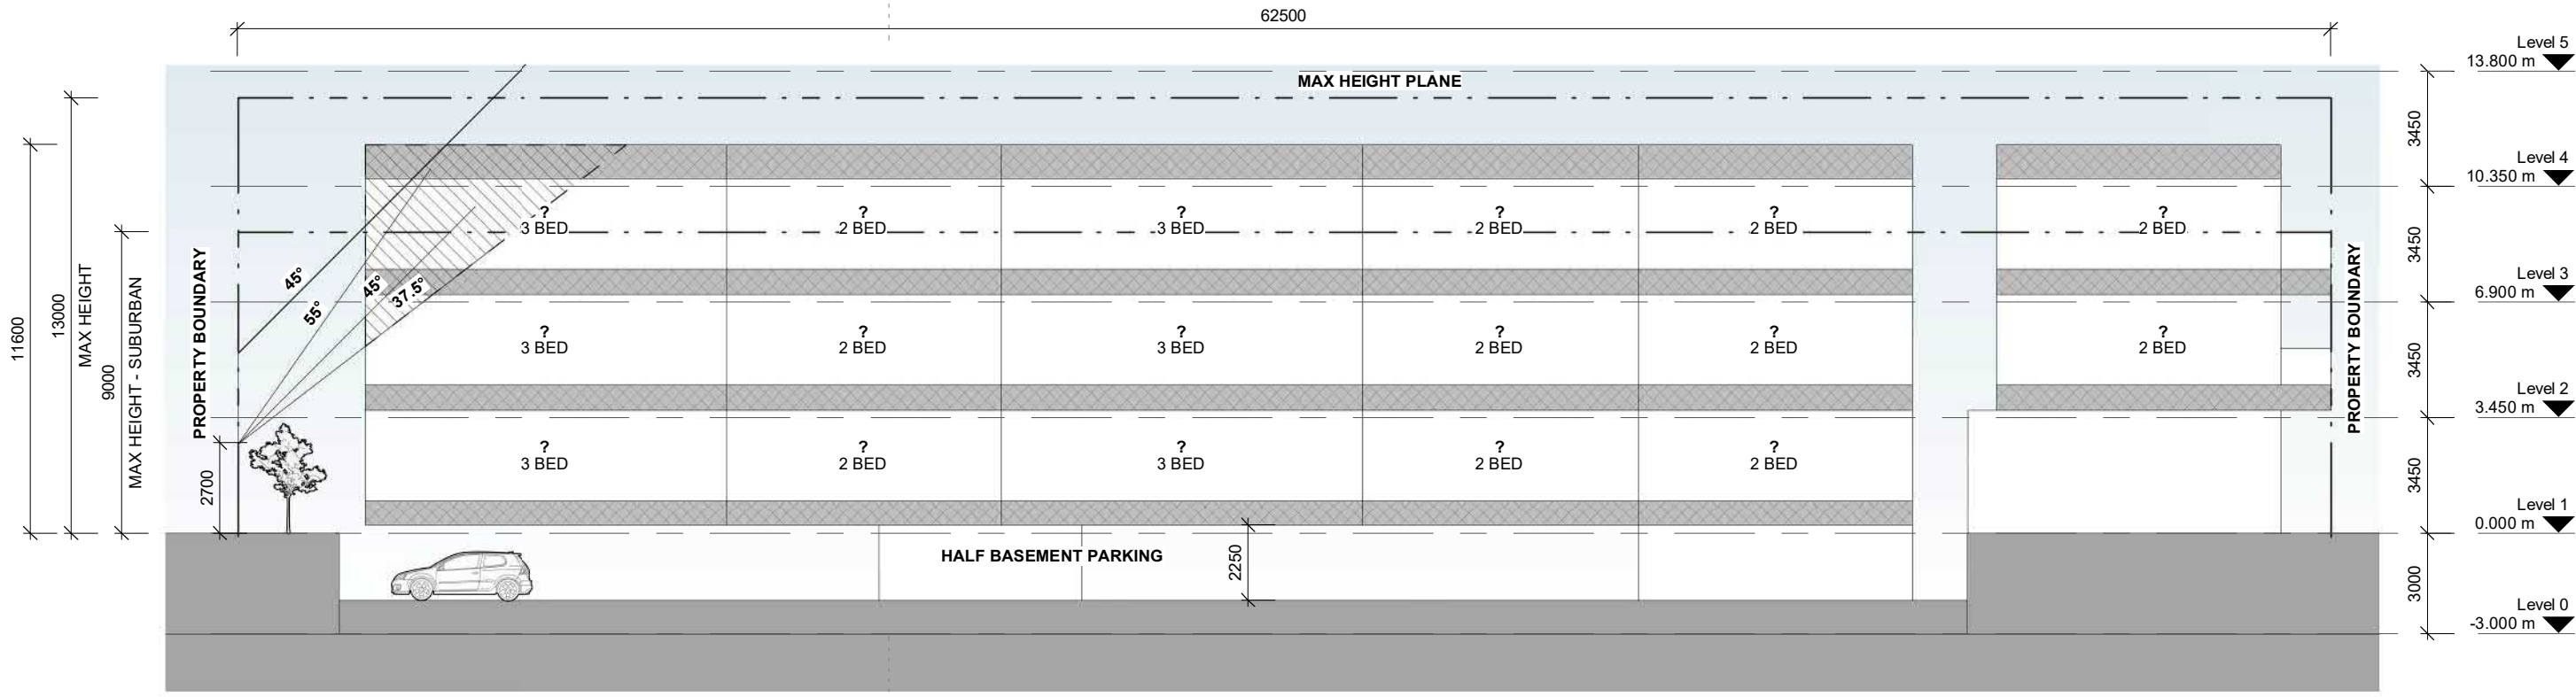 62500
Level 5
13.800 m
MAX HEIGHT PLANE
3450
Level 4
10.350 m
?
3 BED
?
2 BED
?
3 BED
?
2 BED
?
2 BED
?
2 BED
3450
11600
13000
MAX HEIGHT
9000
MAX HEIGHT - SUBURBAN
PROPERTY BOUNDARY
45°
55°
45°
37.5°
PROPERTY BOUNDARY
Level 3
6.900 m
?
3 BED
?
2 BED
?
3 BED
?
2 BED
?
2 BED
?
2 BED
3450
Level 2
3.450 m
2700
?
3 BED
?
2 BED
?
3 BED
?
2 BED
?
2 BED
3450
Level 1
0.000 m
HALF BASEMENT PARKING
2250
3000
Level 0
-3.000 m